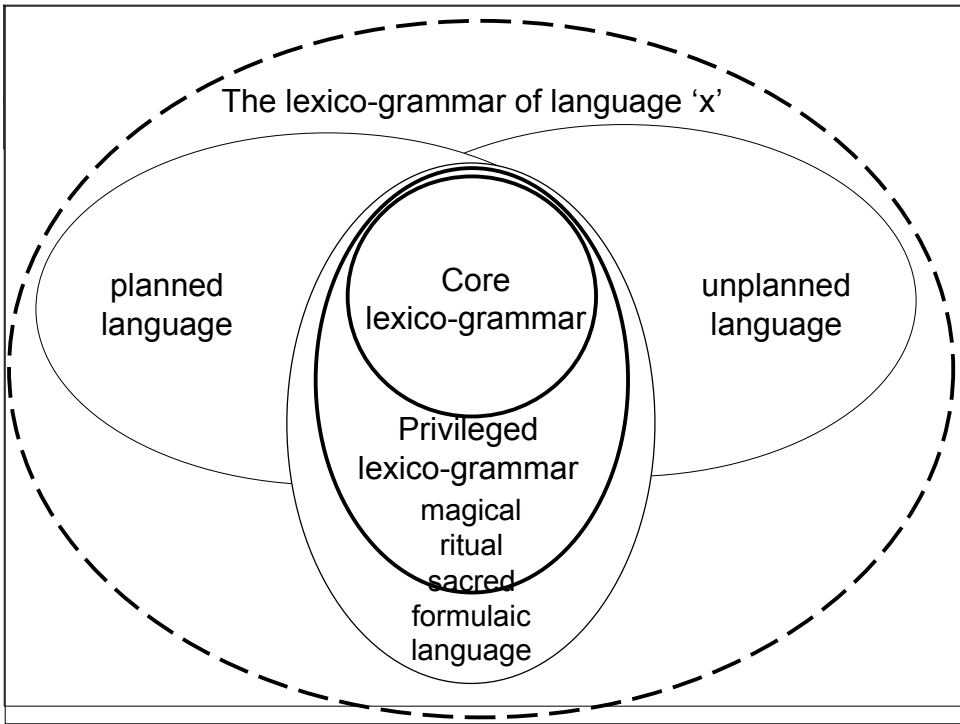 The lexico-grammar of language ‘x’
planned
language
Core
lexico-grammar
unplanned
language
Privileged
lexico-grammar
magical
ritual
sacred
formulaic
language